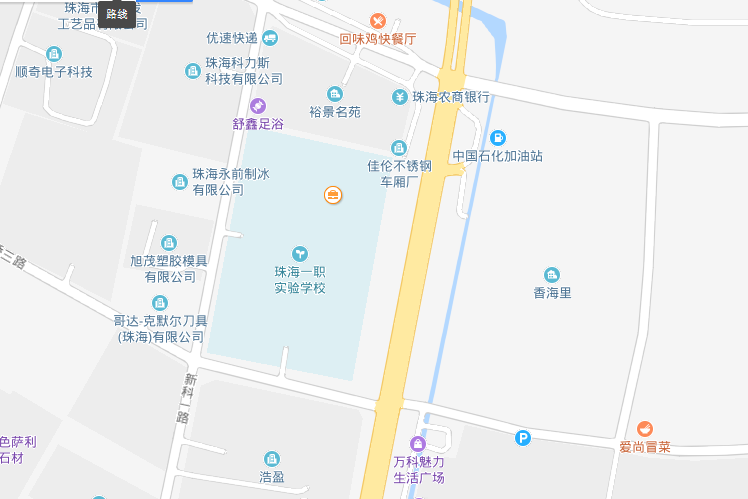 珠海市
工艺品有限公司
路线
顺奇电子科技
优速快递
珠海科力斯
科技有限公司
回味鸡快餐厅
裕景名苑
¥
珠海农商银行
舒鑫足浴
佳伦不锈钢
车厢厂
中国石化加油站
珠海永前制冰
有限公司
旭茂塑胶模具
有限公司
珠海一职
实验学校
香海里
三路
哥达-克默尔刀具
(珠海)有限公司
新科一路
色萨利
石材
浩盈
万科魅力
生活广场
P
爱尚冒菜